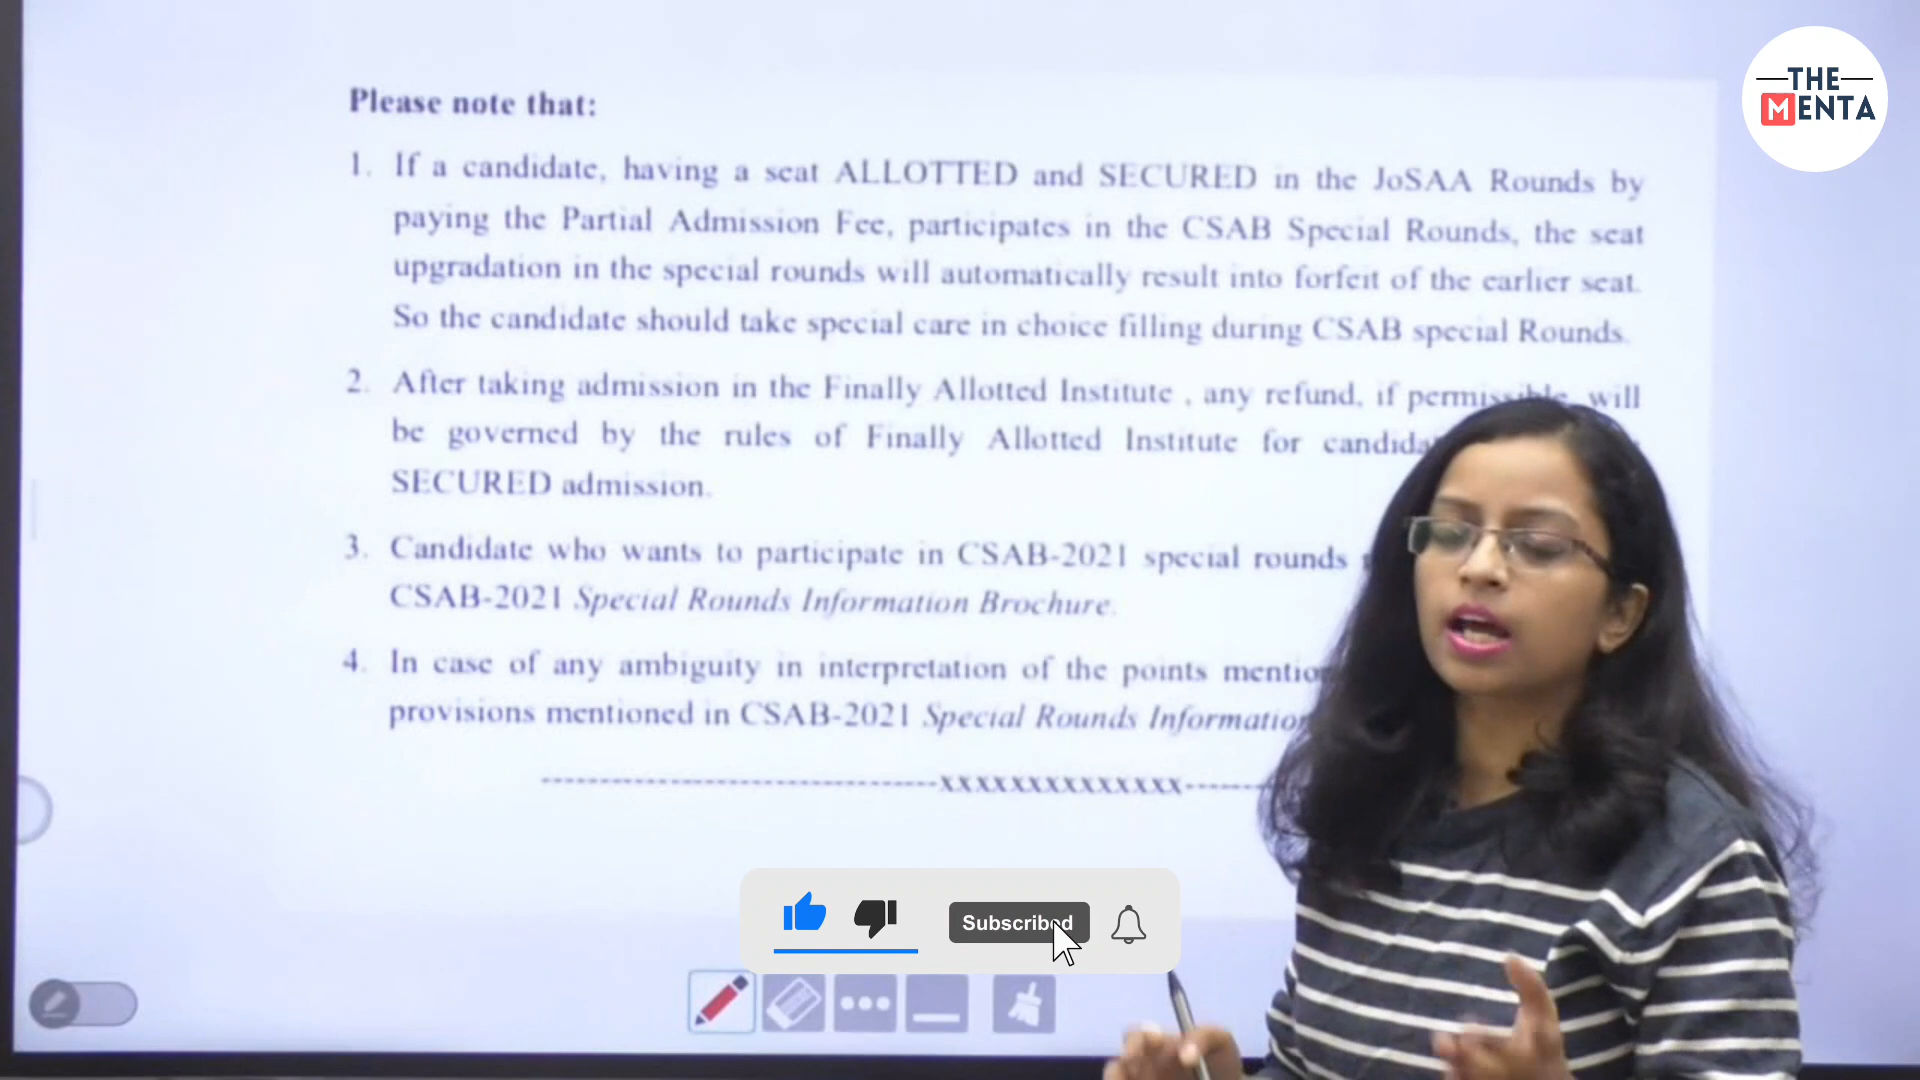 THE
MENTA
Please note that:
1. If a candidate, having a seat ALLOTTED and SECURED in the JoSAA Rounds by
paying the Partial Admission Fee, participates in the CSAB Special Rounds, the seat
upgradation in the special rounds will automatically result into forfeit of the earlier seat.
So the candidate should take special care in choice filling during CSAB special Rounds.
2. After taking admission in the Finally Allotted Institute , any refund, if permissible, will
be governed by the rules of Finally Allotted Institute for
SECURED admission.
3. Candidate who wants to participate in CSAB-2021 special rounds
CSAB-2021 Special Rounds Information Brochure.
4. In case of any ambiguity in interpretation of the points
provisions mentioned in CSAB-2021 Special Rounds Information
--------------------------------------XXXXXXXXXXXXXX-------
Subscribed